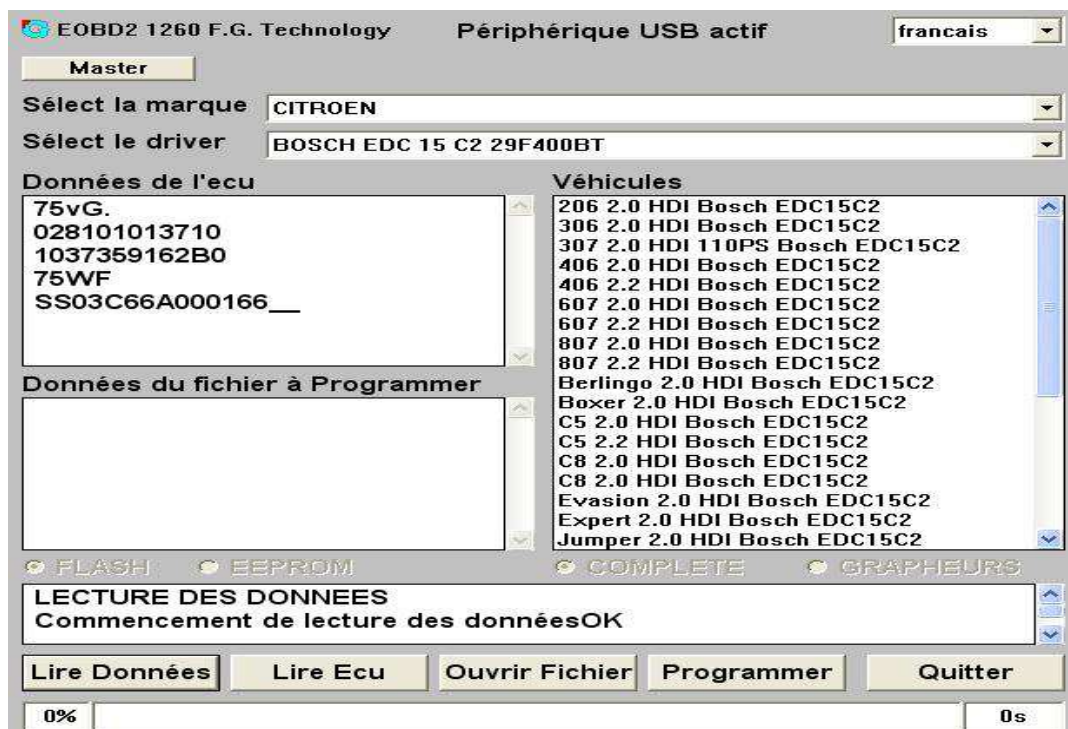 EOBD2 1260 F.G. Technology Périphérique USB actif francais
Master
Sélect la marque CITROEN
Sélect le driver BOSCH EDC 15 C2 29F400BT
Données de l'ecu
75vG.
028101013710
1037359162B0
75WF
SS03C66A000166__
Véhicules
206 2.0 HDI Bosch EDC15C2
306 2.0 HDI Bosch EDC15C2
307 2.0 HDI 110PS Bosch EDC15C2
406 2.0 HDI Bosch EDC15C2
406 2.2 HDI Bosch EDC15C2
607 2.0 HDI Bosch EDC15C2
607 2.2 HDI Bosch EDC15C2
807 2.0 HDI Bosch EDC15C2
807 2.2 HDI Bosch EDC15C2
Berlingo 2.0 HDI Bosch EDC15C2
Boxer 2.0 HDI Bosch EDC15C2
C5 2.0 HDI Bosch EDC15C2
C5 2.2 HDI Bosch EDC15C2
C8 2.0 HDI Bosch EDC15C2
C8 2.0 HDI Bosch EDC15C2
Evasion 2.0 HDI Bosch EDC15C2
Expert 2.0 HDI Bosch EDC15C2
Jumper 2.0 HDI Bosch EDC15C2
Données du fichier à Programmer
FLASH EEPROM COMPLETE GRAPHEURS
LECTURE DES DONNEES
Commencement de lecture des donnéesOK
Lire Données Lire Ecu Ouvrir Fichier Programmer Quitter
0% 0s